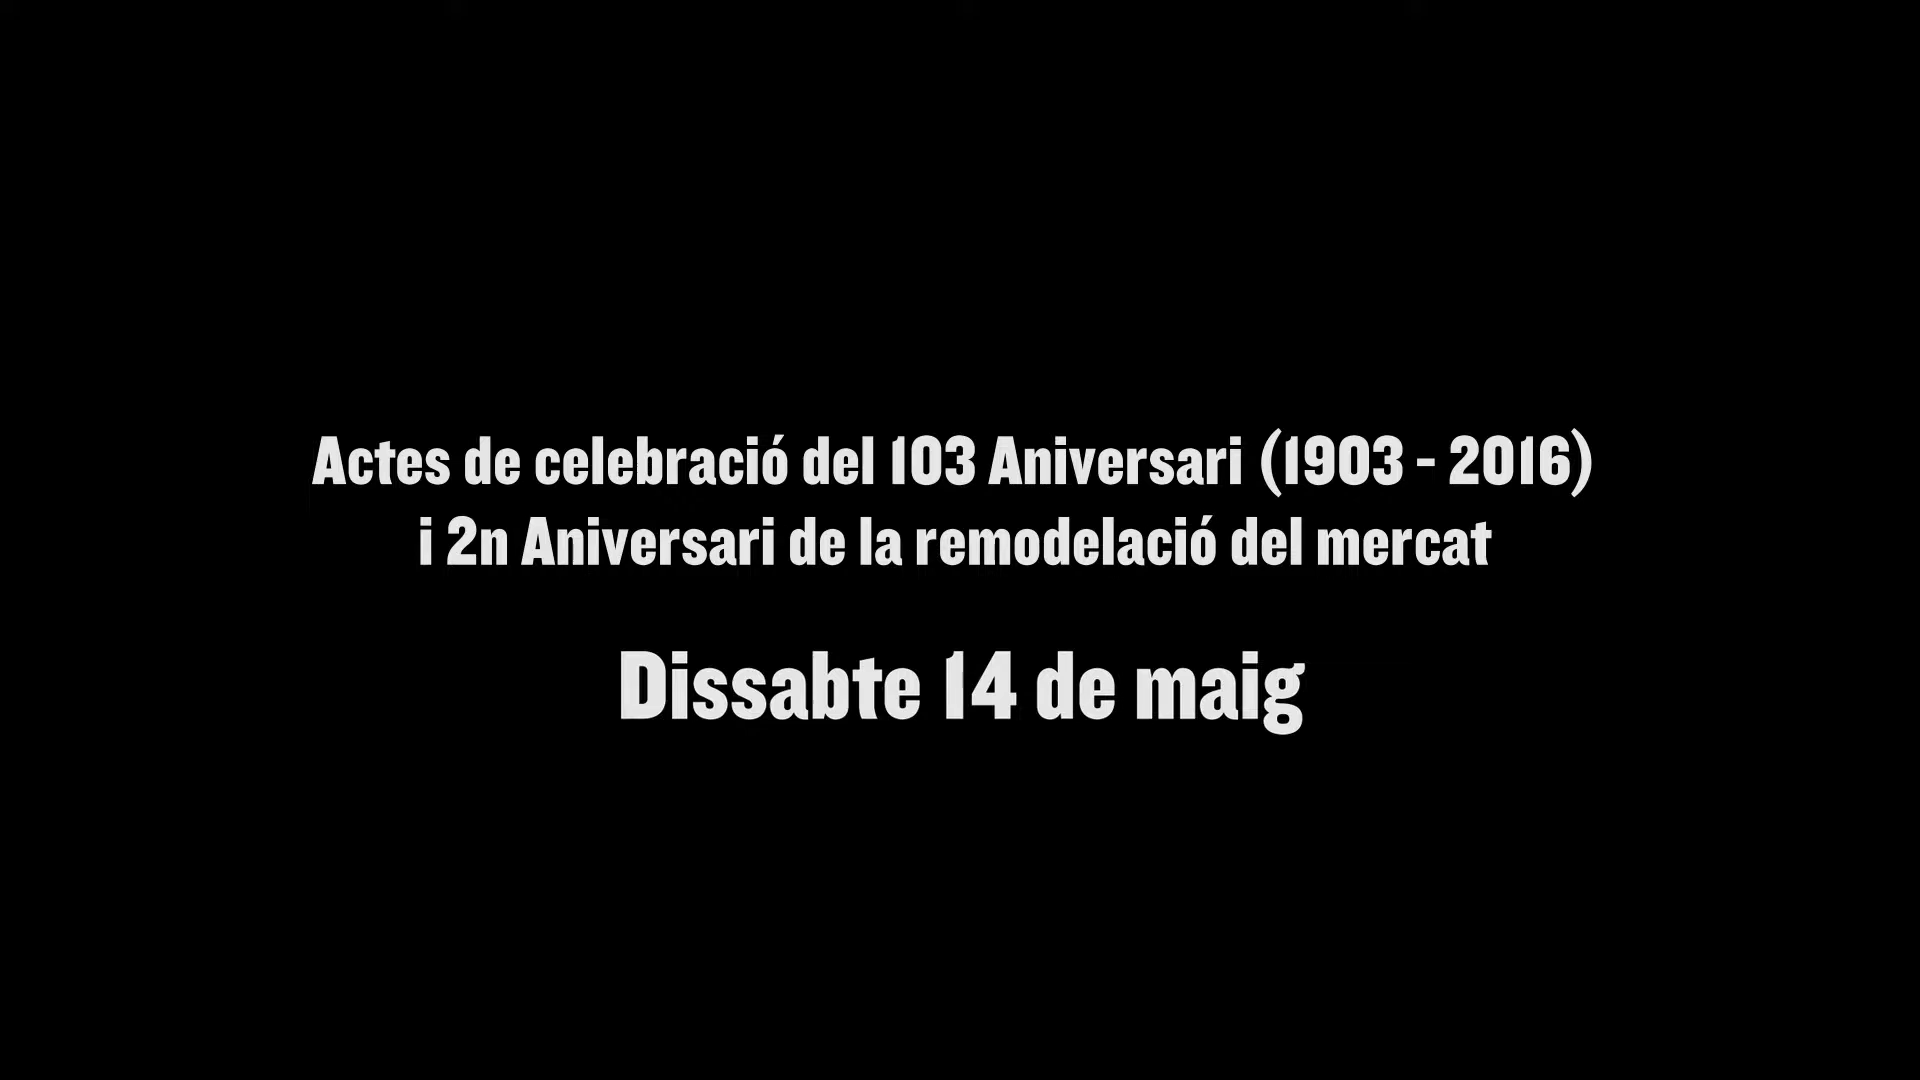 Actes de celebració del 103 Aniversari (1903 - 2016)
i 2n Aniversari de la remodelació del mercat
Dissabte 14 de maig